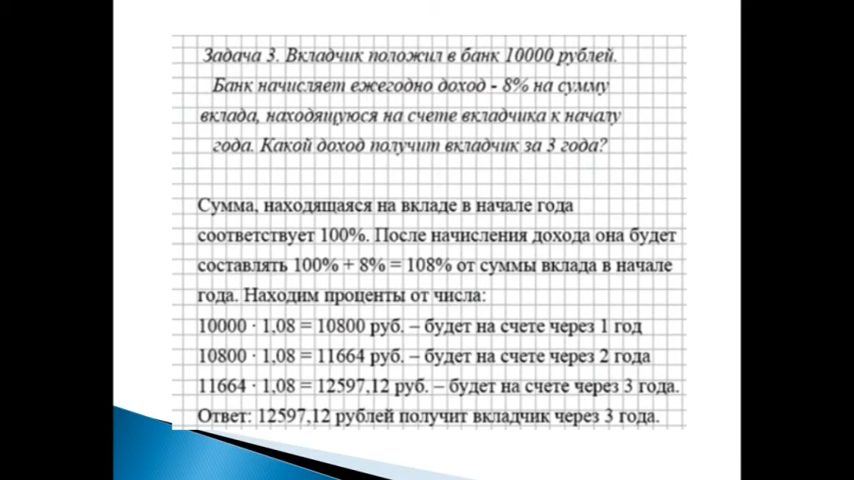 Задача 3. Вкладчик положил в банк 10000 рублей.
Банк начисляет ежегодно доход - 8% на сумму
вклада, находящуюся на счете вкладчика к началу
года. Какой доход получит вкладчик за 3 года?
Сумма, находящаяся на вкладе в начале года
соответствует 100%. После начисления дохода она будет
составлять 100% + 8% = 108% от суммы вклада в начале
года. Находим проценты от числа:
10000 · 1,08 = 10800 руб. – будет на счете через 1 год
10800 · 1,08 = 11664 руб. – будет на счете через 2 года
11664 · 1,08 = 12597,12 руб. – будет на счете через 3 года.
Ответ: 12597,12 рублей получит вкладчик через 3 года.